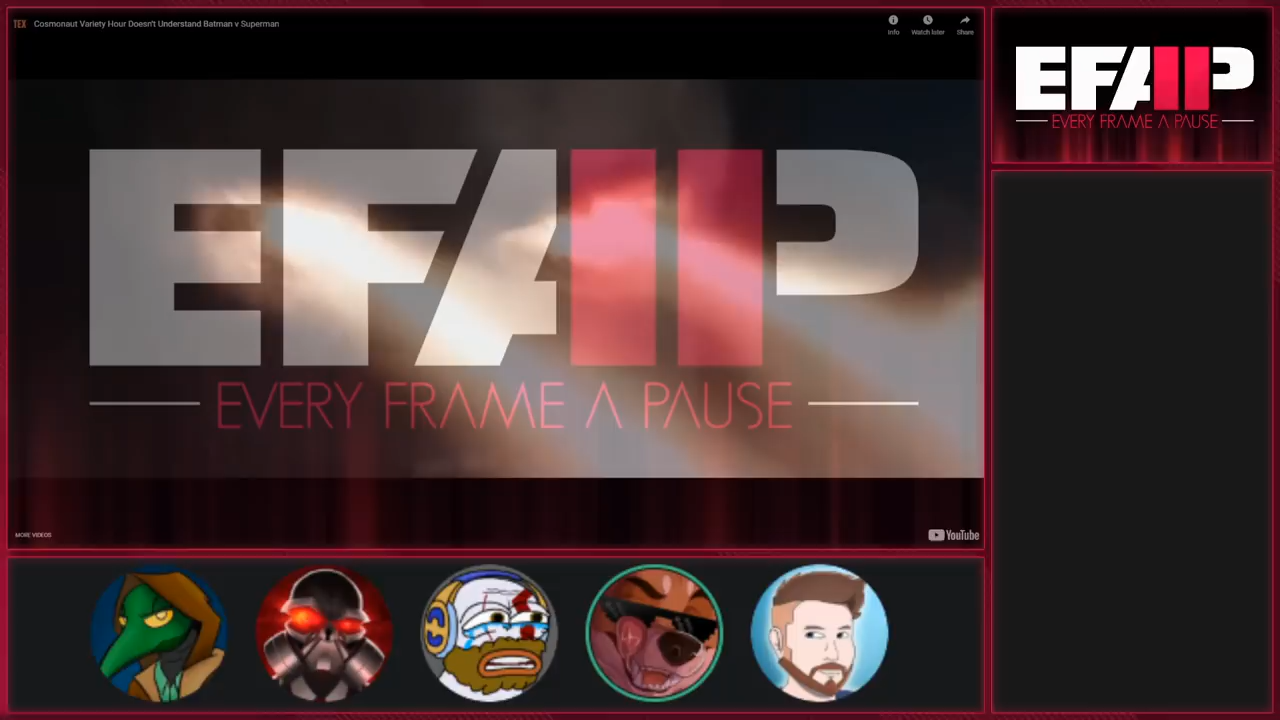 TEX Cosmonaut Variety Hour Doesn't Understand Batman v Superman
Info
Watch later
Share
EFAP
EVERY FRAME A PAUSE
MORE VIDEOS
YouTube
EFAP
EVERY FRAME A PAUSE